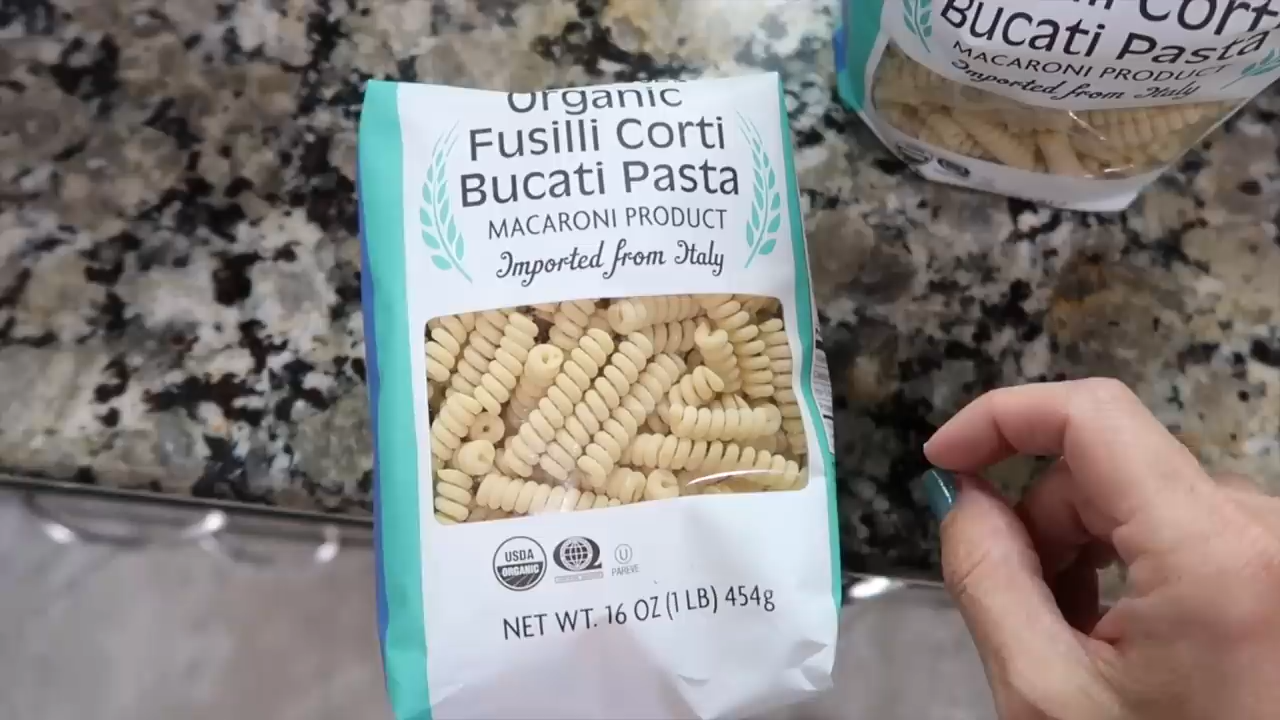 Organic
Fusilli Corti
Bucati Pasta
MACARONI PRODUCT
Imported from Italy
USDA
ORGANIC
U
PAREVE
NET WT. 16 OZ (1 LB) 454g
Corti
Bucati Pasta
MACARONI PRODUCT
Imported from Italy